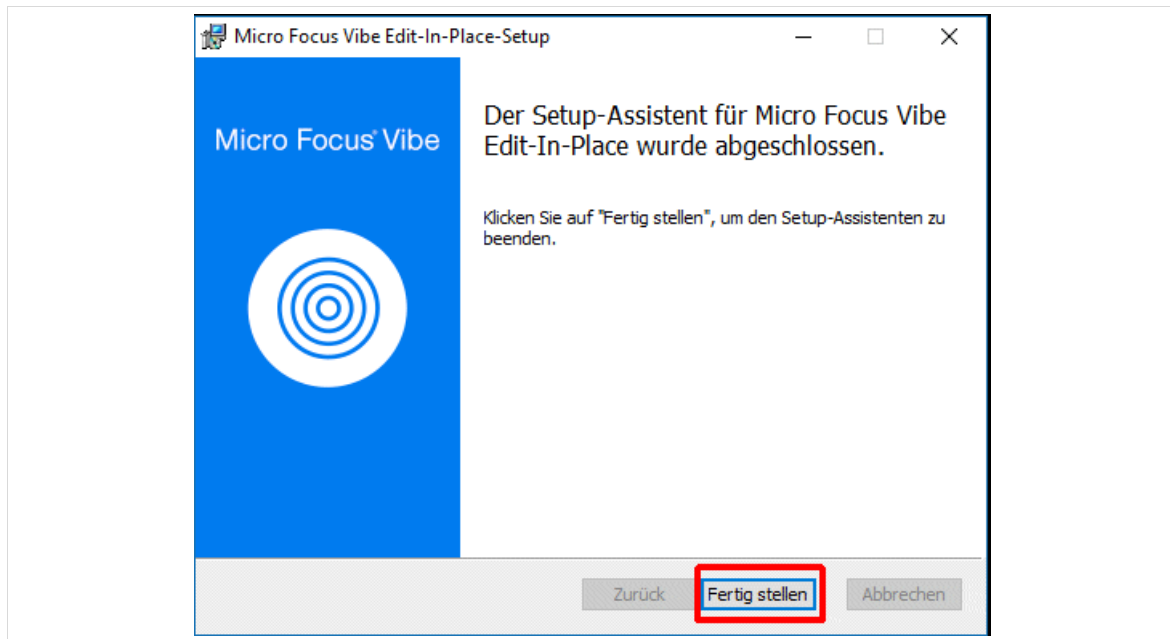 Micro Focus Vibe Edit-In-Place-Setup
Micro Focus® Vibe
Der Setup-Assistent für Micro Focus Vibe
Edit-In-Place wurde abgeschlossen.
Klicken Sie auf "Fertig stellen", um den Setup-Assistenten zu
beenden.
Zurück Fertig stellen Abbrechen